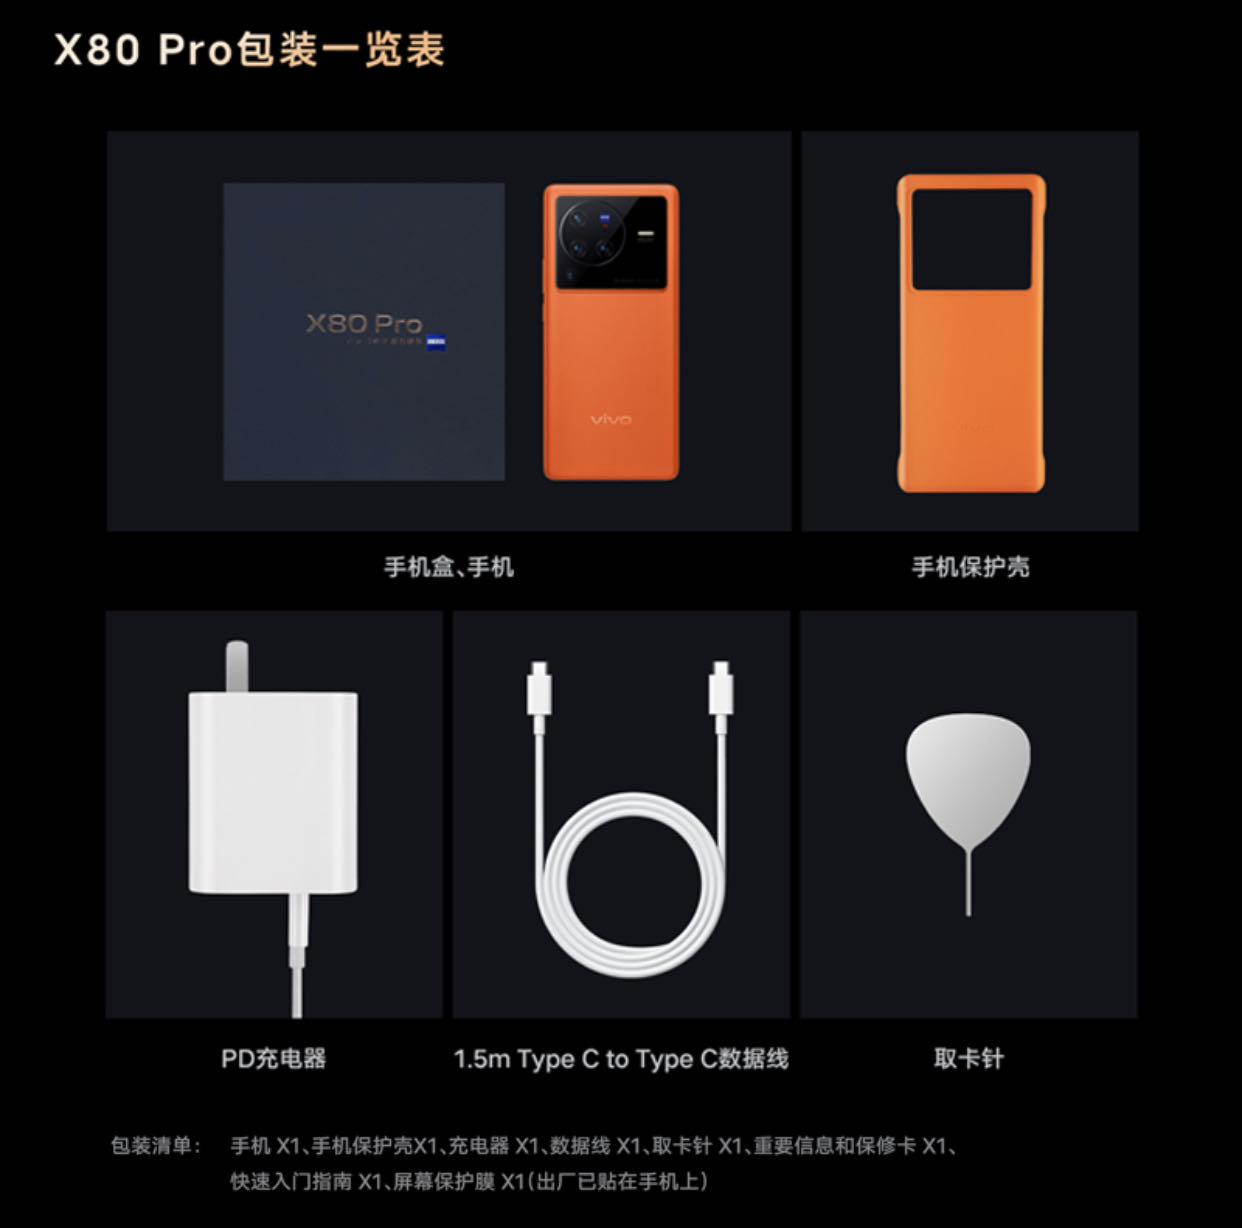 X80 Pro包装一览表
X80 Pro
ZEISS
vivo
手机盒、手机
手机保护壳
PD充电器
1.5m Type C to Type C数据线
取卡针
包装清单： 手机 X1、手机保护壳X1、充电器 X1、数据线 X1、取卡针 X1、重要信息和保修卡 X1、
快速入门指南 X1、屏幕保护膜 X1（出厂已贴在手机上）